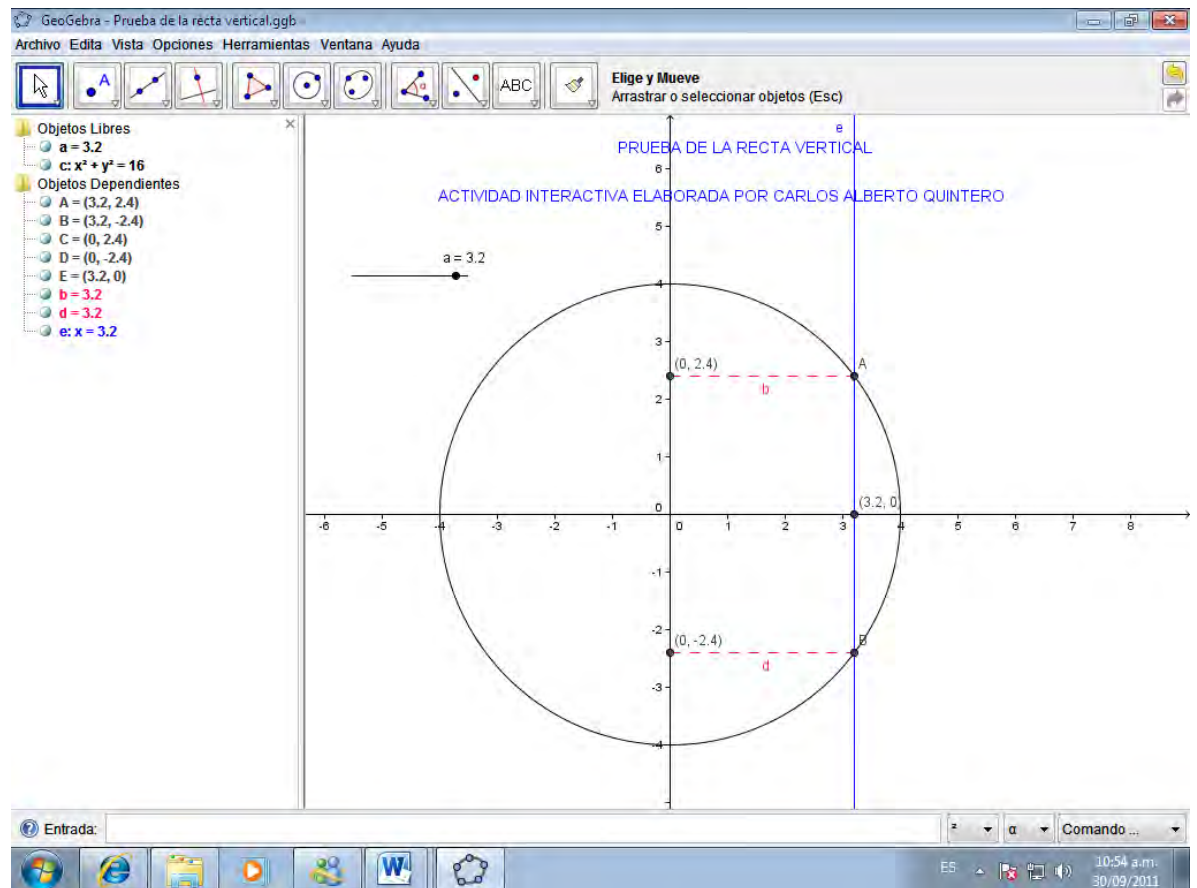 GeoGebra - Prueba de la recta vertical.ggb
Archivo Edita Vista Opciones Herramientas Ventana Ayuda
A
α
ABC
Elige y Mueve
Arrastrar o seleccionar objetos (Esc)
Objetos Libres
a = 3.2
c: x² + y² = 16
Objetos Dependientes
A = (3.2, 2.4)
B = (3.2, -2.4)
C = (0, 2.4)
D = (0, -2.4)
E = (3.2, 0)
b = 3.2
d = 3.2
e: x = 3.2
e
PRUEBA DE LA RECTA VERTICAL
6
ACTIVIDAD INTERACTIVA ELABORADA POR CARLOS ALBERTO QUINTERO
5
a = 3.2
4
3
(0, 2.4) A
b
2
1
0 (3.2, 0)
-6 -5 -4 -3 -2 -1 0 1 2 3 4 5 6 7 8
-1
-2
(0, -2.4) B
d
-3
-4
Entrada: ² α Comando ...
W
ES 10:54 a.m.
30/09/2011